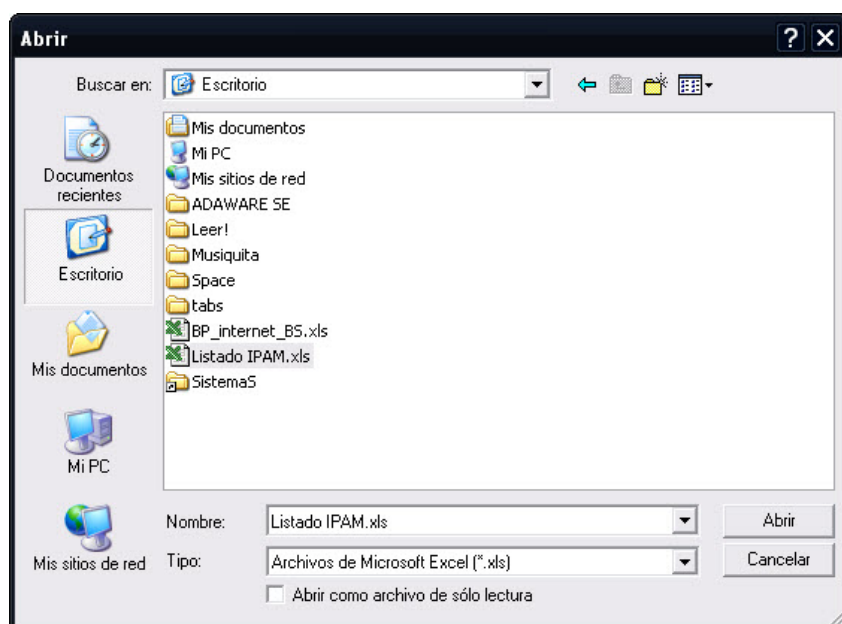 Abrir
Buscar en:
Escritorio
Documentos
recientes
Escritorio
Mis documentos
Mi PC
Mis sitios de red
Mis documentos
Mi PC
Mis sitios de red
ADAWARE SE
Leer!
Musiquita
Space
tabs
BP_internet_BS.xls
Listado IPAM.xls
SistemaS
Nombre:
Listado IPAM.xls
Abrir
Tipo:
Archivos de Microsoft Excel (*.xls)
Cancelar
Abrir como archivo de sólo lectura